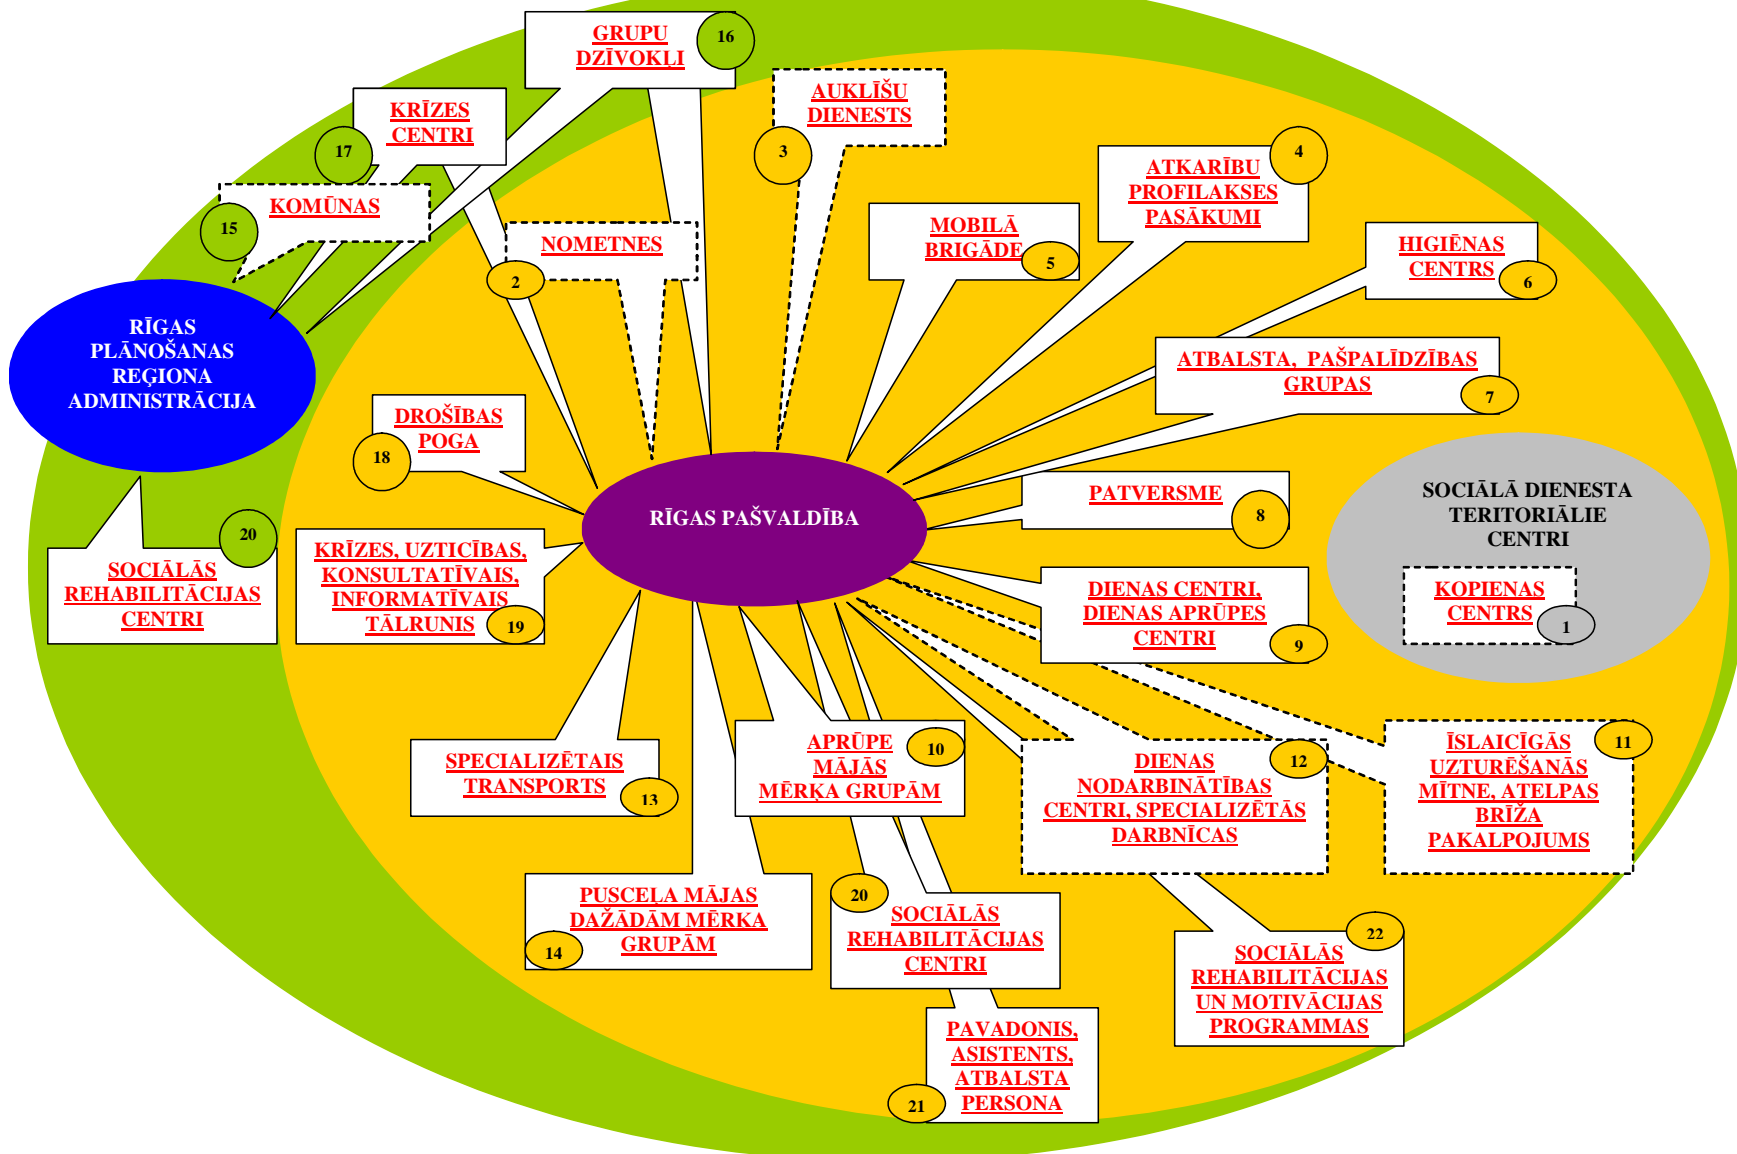 GRUPU
DZĪVOKĻI
16
KRĪZES
CENTRI
17
KOMŪNAS
15
AUKLĪŠU
DIENESTS
3
NOMETNES
2
MOBILĀ
BRIGĀDE
5
ATKARĪBU
PROFILAKSES
PASĀKUMI
4
HIGIĒNAS
CENTRS
6
RĪGAS
PLĀNOŠANAS
REĢIONA
ADMINISTRĀCIJA
ATBALSTA, PAŠPALĪDZĪBAS
GRUPAS
7
DROŠĪBAS
POGA
18
RĪGAS PAŠVALDĪBA
PATVERSME
8
SOCIĀLĀ DIENESTA
TERITORIĀLIE
CENTRI
KOPIENAS
CENTRS
1
20
SOCIĀLĀS
REHABILITĀCIJAS
CENTRI
KRĪZES, UZTICĪBAS,
KONSULTATĪVAIS,
INFORMATĪVAIS
TĀLRUNIS
19
DIENAS CENTRI,
DIENAS APRŪPES
CENTRI
9
SPECIALIZĒTAIS
TRANSPORTS
13
APRŪPE
MĀJĀS
MĒRĶA GRUPĀM
10
DIENAS
NODARBINĀTĪBAS
CENTRI, SPECIALIZĒTĀS
DARBNĪCAS
12
ĪSLAICĪGĀS
UZTURĒŠANĀS
MĪTNE, ATELPAS
BRĪŽA
PAKALPOJUMS
11
PUSCEĻA MĀJAS
DAŽĀDĀM MĒRKA
GRUPĀM
14
20
SOCIĀLĀS
REHABILITĀCIJAS
CENTRI
22
SOCIĀLĀS
REHABILITĀCIJAS
UN MOTIVĀCIJAS
PROGRAMMAS
PAVADONIS,
ASISTENTS,
ATBALSTA
PERSONA
21